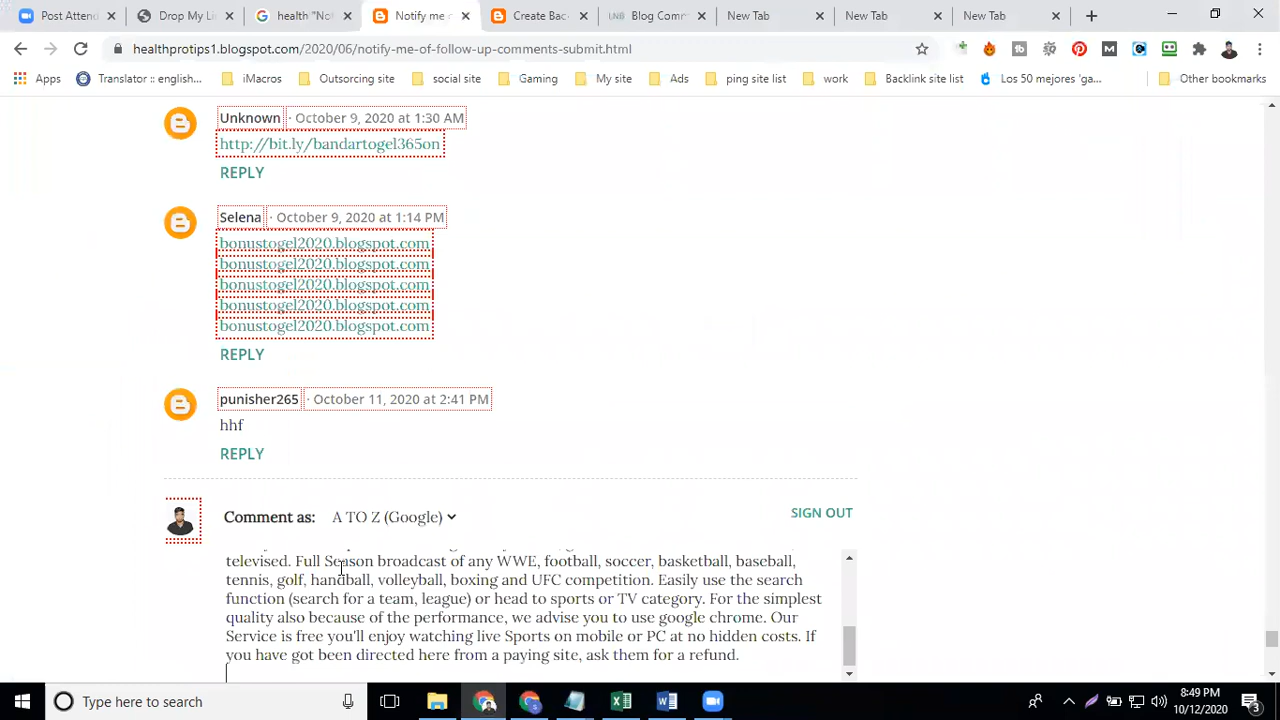 Post Attend
Drop My Li
health "Not
Notify me o
Create Bac
Blog Comm
New Tab
New Tab
New Tab
healthprotips1.blogspot.com/2020/06/notify-me-of-follow-up-comments-submit.html
Apps
Translator :: english...
iMacros
Outsorcing site
social site
Gaming
My site
Ads
ping site list
work
Backlink site list
Los 50 mejores 'ga...
Other bookmarks
Unknown · October 9, 2020 at 1:30 AM
http://bit.ly/bandartogel365on
REPLY
Selena · October 9, 2020 at 1:14 PM
bonustogel2020.blogspot.com
bonustogel2020.blogspot.com
bonustogel2020.blogspot.com
bonustogel2020.blogspot.com
bonustogel2020.blogspot.com
REPLY
punisher265 · October 11, 2020 at 2:41 PM
hhf
REPLY
Comment as: A TO Z (Google)
SIGN OUT
televised. Full Season broadcast of any WWE, football, soccer, basketball, baseball,
tennis, golf, handball, volleyball, boxing and UFC competition. Easily use the search
function (search for a team, league) or head to sports or TV category. For the simplest
quality also because of the performance, we advise you to use google chrome. Our
Service is free you'll enjoy watching live Sports on mobile or PC at no hidden costs. If
you have got been directed here from a paying site, ask them for a refund.
Type here to search
8:49 PM
10/12/2020
3